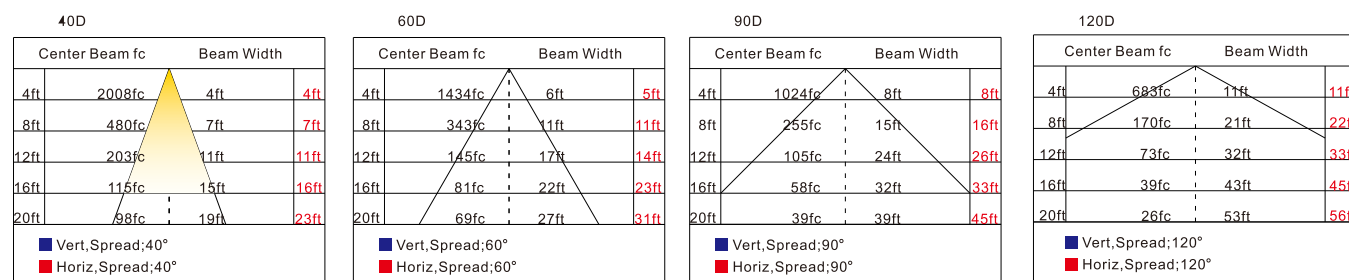 40D
Center Beam fc Beam Width
4ft 2008fc 4ft 4ft
8ft 480fc 7ft 7ft
12ft 203fc 11ft 11ft
16ft 115fc 15ft 16ft
20ft 98fc 19ft 23ft
Vert,Spread;40°
Horiz,Spread;40°
60D
Center Beam fc Beam Width
4ft 1434fc 6ft 5ft
8ft 343fc 11ft 11ft
12ft 145fc 17ft 14ft
16ft 81fc 22ft 23ft
20ft 69fc 27ft 31ft
Vert,Spread;60°
Horiz,Spread;60°
90D
Center Beam fc Beam Width
4ft 1024fc 8ft 8ft
8ft 255fc 15ft 16ft
12ft 105fc 24ft 26ft
16ft 58fc 32ft 33ft
20ft 39fc 39ft 45ft
Vert,Spread;90°
Horiz,Spread;90°
120D
Center Beam fc Beam Width
4ft 683fc 11ft 11ft
8ft 170fc 21ft 22ft
12ft 73fc 32ft 33ft
16ft 39fc 43ft 45ft
20ft 26fc 53ft 56ft
Vert,Spread;120°
Horiz,Spread;120°